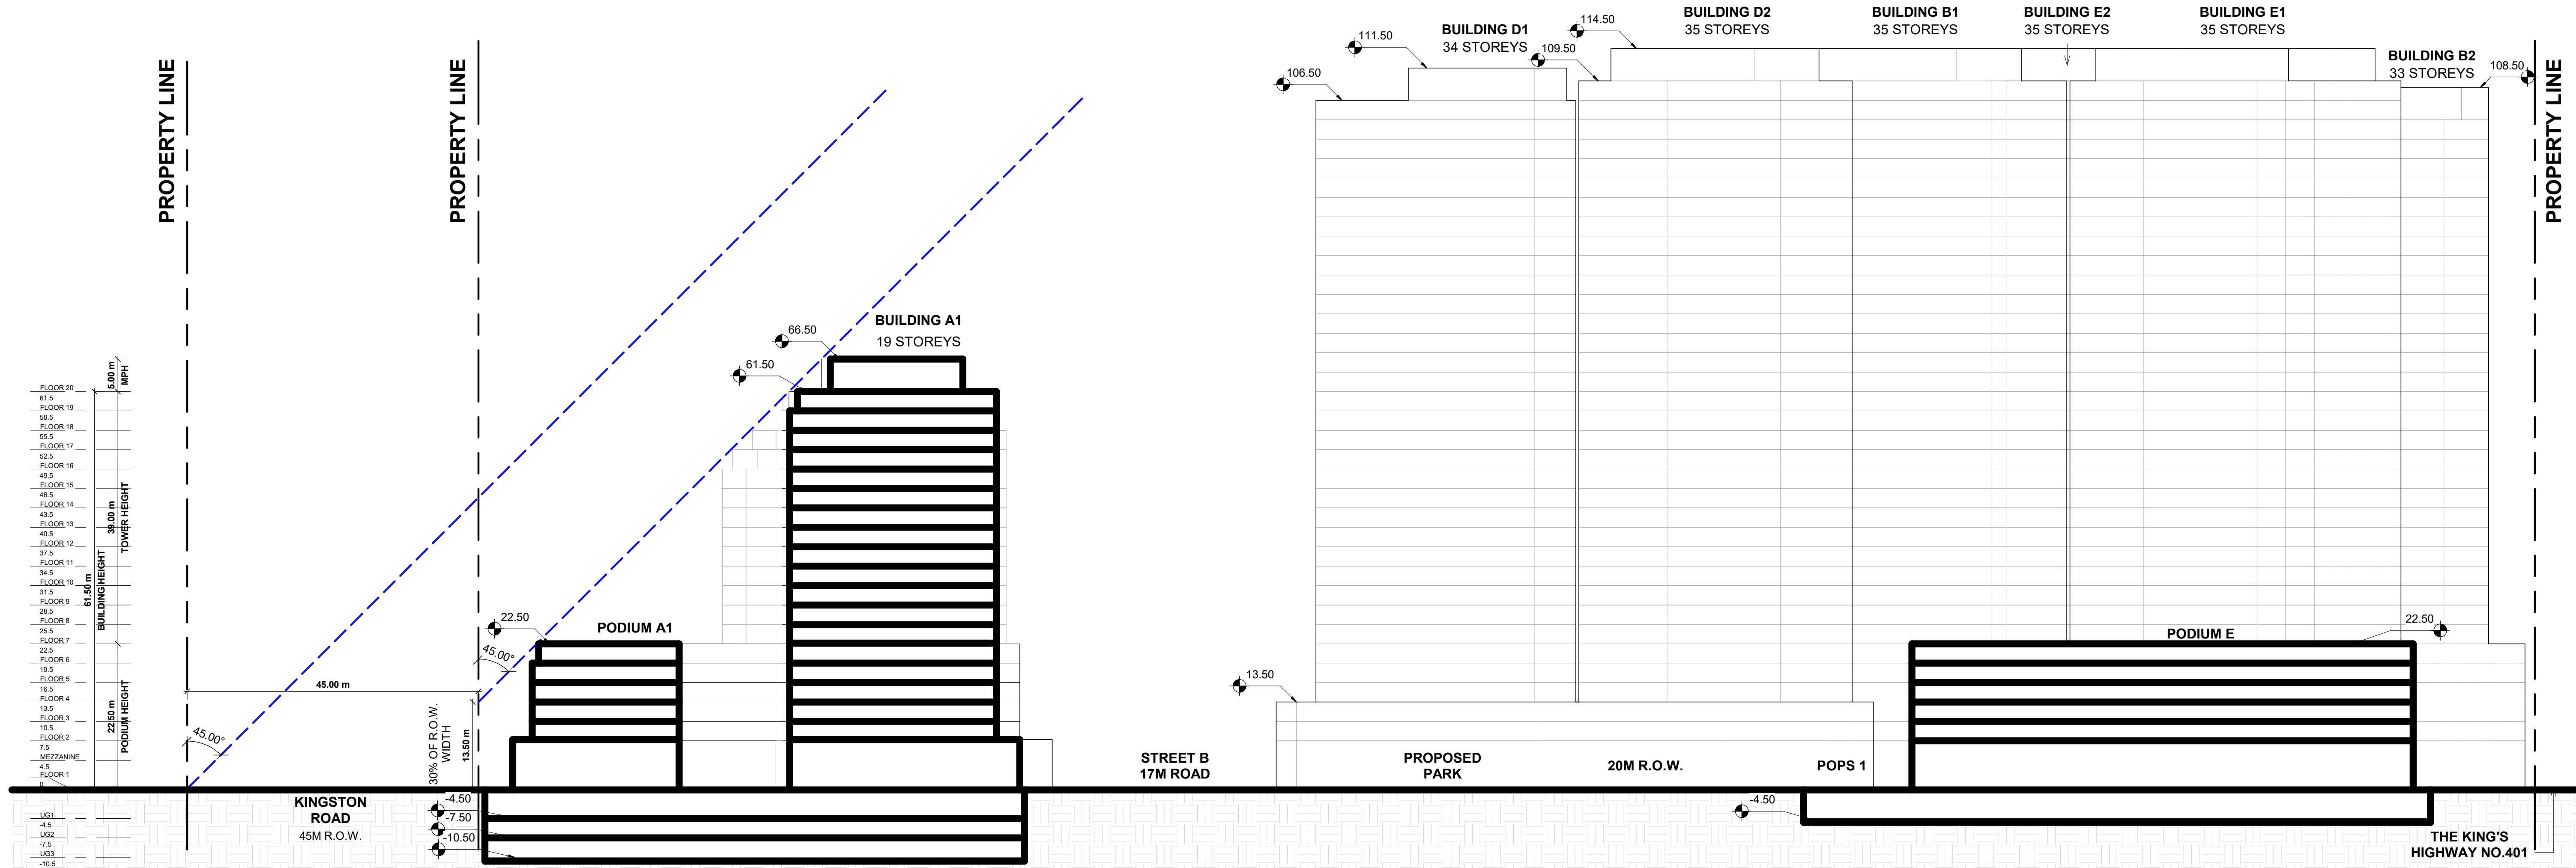 BUILDING D2
35 STOREYS
BUILDING B1
35 STOREYS
BUILDING E2
35 STOREYS
BUILDING E1
35 STOREYS
114.50
BUILDING D1
34 STOREYS
111.50
109.50
BUILDING B2
33 STOREYS
108.50
106.50
PROPERTY LINE
PROPERTY LINE
PROPERTY LINE
BUILDING A1
19 STOREYS
66.50
61.50
5.00 m
MPH
FLOOR 20
61.5
FLOOR 19
58.5
FLOOR 18
55.5
FLOOR 17
52.5
FLOOR 16
49.5
FLOOR 15
46.5
FLOOR 14
43.5
FLOOR 13
40.5
FLOOR 12
37.5
FLOOR 11
34.5
FLOOR 10
31.5
FLOOR 9
28.5
FLOOR 8
25.5
FLOOR 7
22.5
FLOOR 6
19.5
FLOOR 5
16.5
FLOOR 4
13.5
FLOOR 3
10.5
FLOOR 2
7.5
MEZZANINE
4.5
FLOOR 1
0
UG1
-4.5
UG2
-7.5
UG3
-10.5
61.50 m
BUILDING HEIGHT
39.00 m
TOWER HEIGHT
22.50 m
PODIUM HEIGHT
22.50
PODIUM A1
45.00°
45.00 m
45.00°
30% OF R.O.W.
WIDTH
13.50 m
PODIUM E
22.50
13.50
STREET B
17M ROAD
PROPOSED
PARK
20M R.O.W.
POPS 1
KINGSTON
ROAD
45M R.O.W.
-4.50
-7.50
-10.50
-4.50
THE KING'S
HIGHWAY NO.401